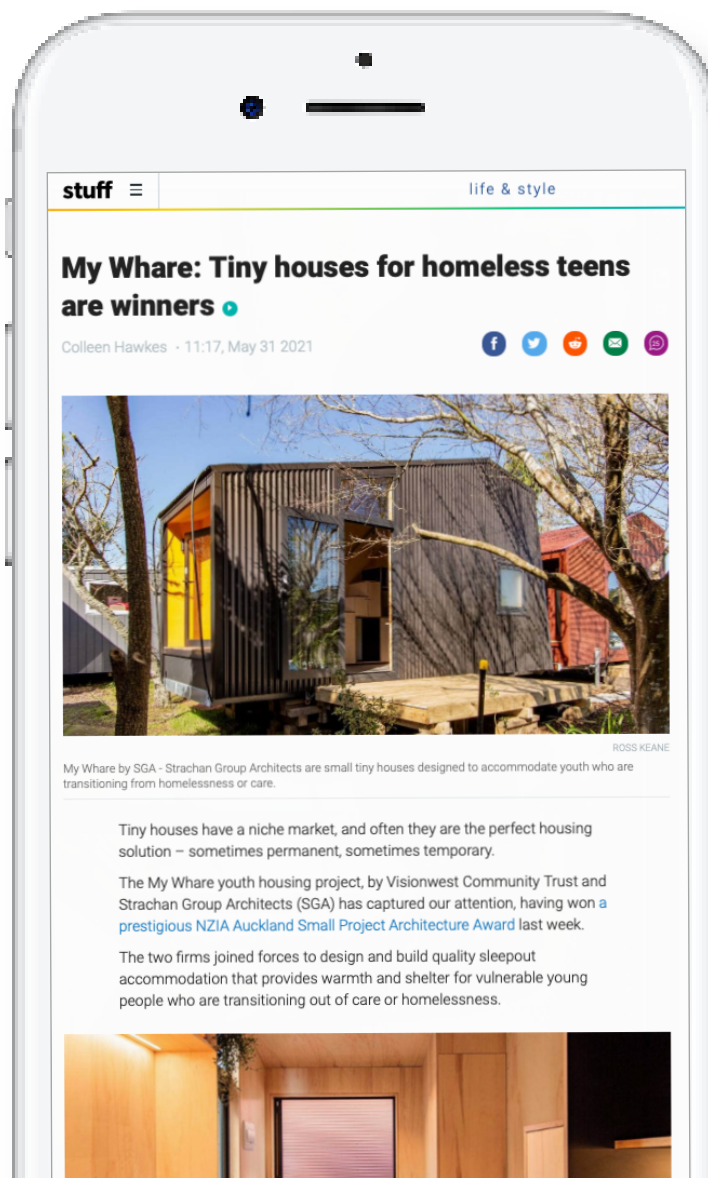 stuff
life & style
My Whare: Tiny houses for homeless teens
are winners
Colleen Hawkes · 11:17, May 31 2021
25
ROSS KEANE
My Whare by SGA - Strachan Group Architects are small tiny houses designed to accommodate youth who are
transitioning from homelessness or care.
Tiny houses have a niche market, and often they are the perfect housing
solution – sometimes permanent, sometimes temporary.
The My Whare youth housing project, by Visionwest Community Trust and
Strachan Group Architects (SGA) has captured our attention, having won a
prestigious NZIA Auckland Small Project Architecture Award last week.
The two firms joined forces to design and build quality sleepout
accommodation that provides warmth and shelter for vulnerable young
people who are transitioning out of care or homelessness.